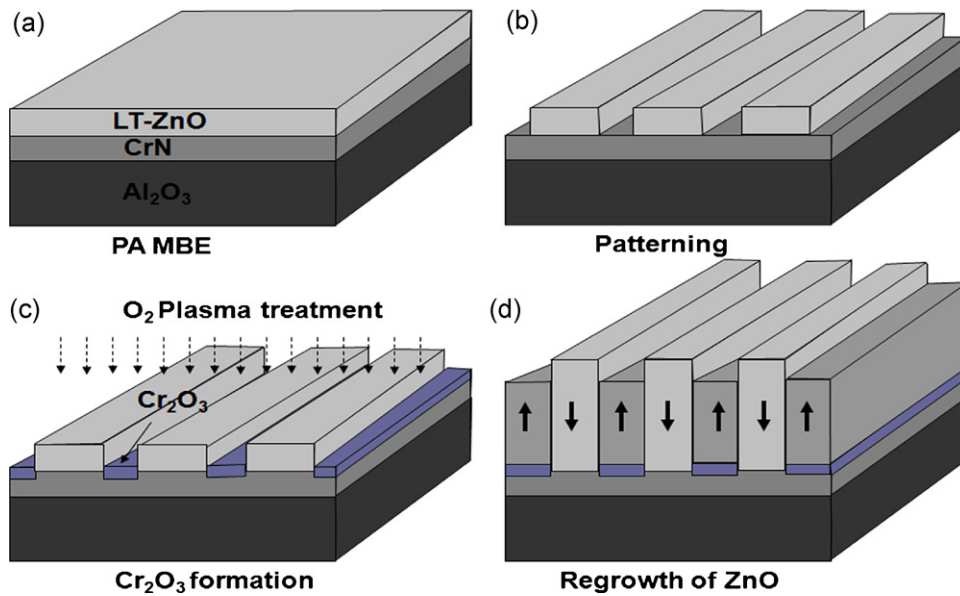 (a)
LT-ZnO
CrN
Al₂O₃
PA MBE
(b)
Patterning
(c)
O₂ Plasma treatment
Cr₂O₃
Cr₂O₃ formation
(d)
Regrowth of ZnO